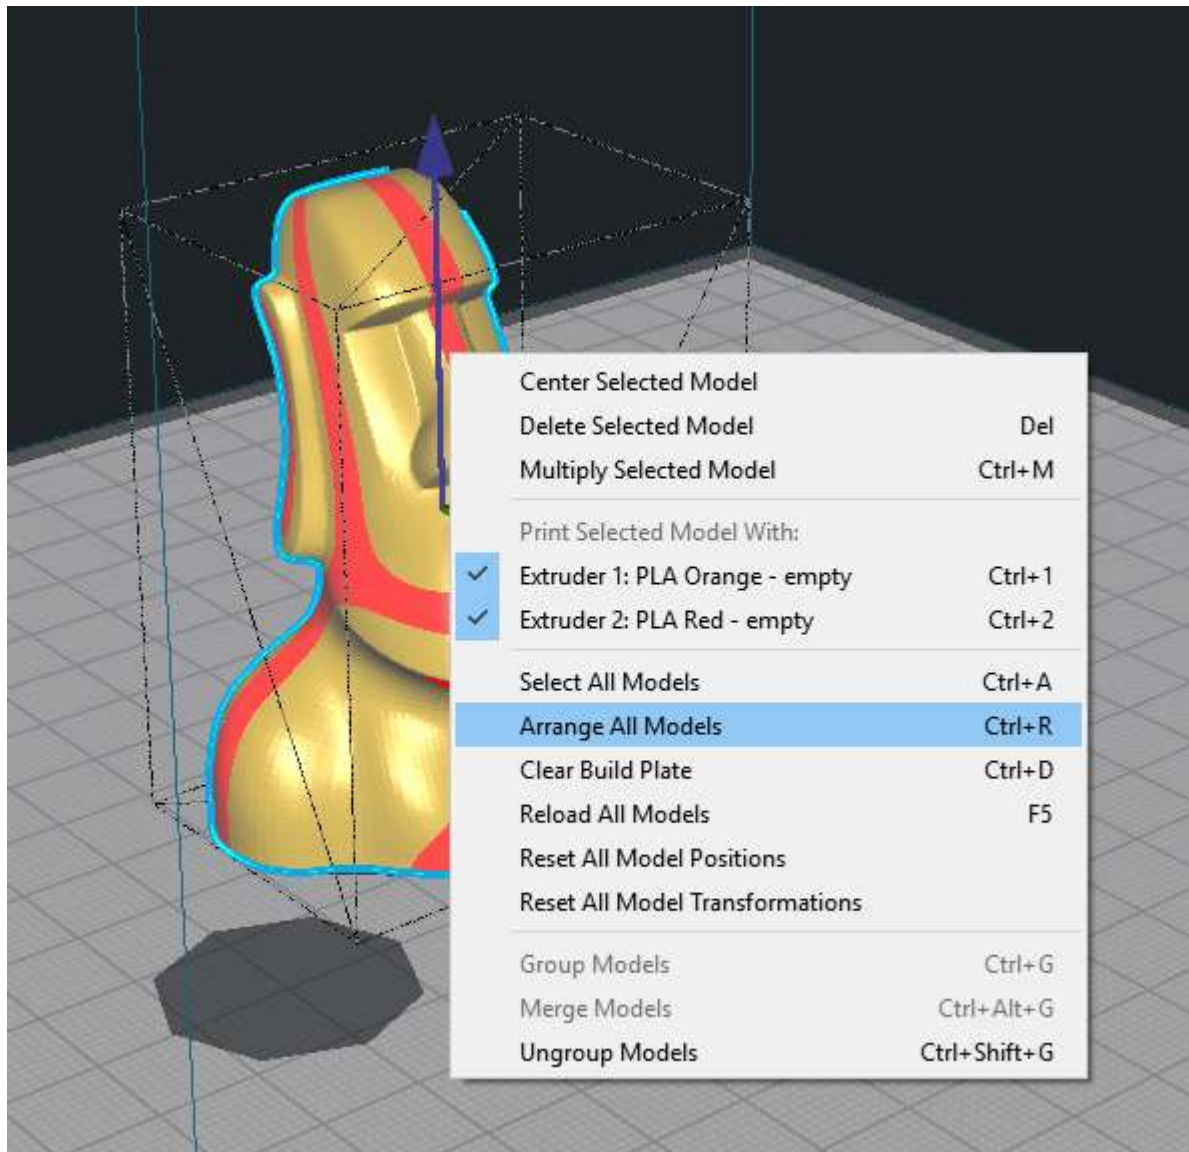 Center Selected Model
Delete Selected Model Del
Multiply Selected Model Ctrl+M
Print Selected Model With:
Extruder 1: PLA Orange - empty Ctrl+1
Extruder 2: PLA Red - empty Ctrl+2
Select All Models Ctrl+A
Arrange All Models Ctrl+R
Clear Build Plate Ctrl+D
Reload All Models F5
Reset All Model Positions
Reset All Model Transformations
Group Models Ctrl+G
Merge Models Ctrl+Alt+G
Ungroup Models Ctrl+Shift+G